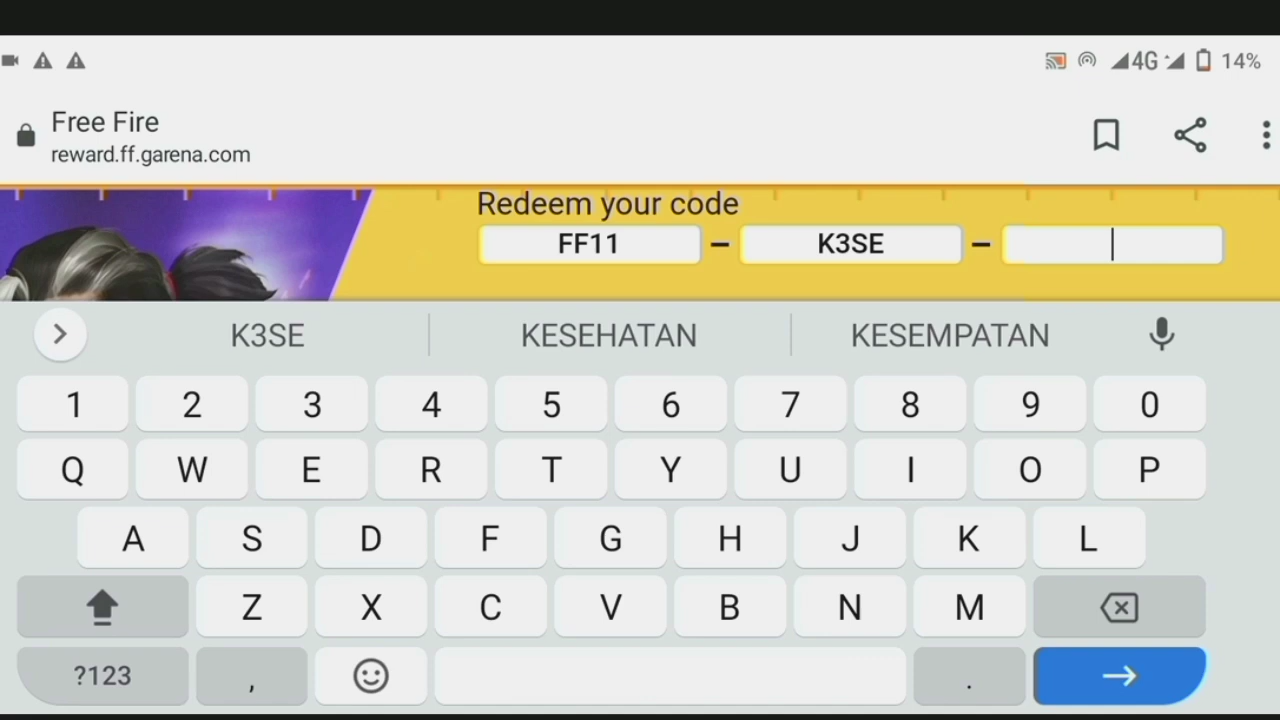 4G 14%
Free Fire
reward.ff.garena.com
Redeem your code
FF11 – K3SE –
K3SE KESEHATAN KESEMPATAN
1 2 3 4 5 6 7 8 9 0
Q W E R T Y U I O P
A S D F G H J K L
Z X C V B N M
?123 , .